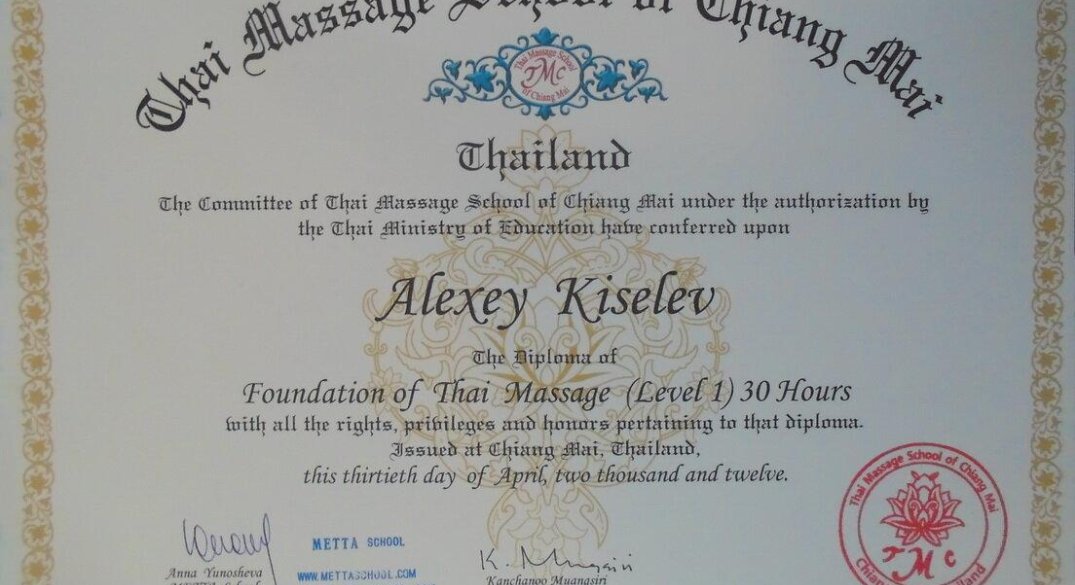 Thai Massage School of Chiang Mai
Thai Massage School
TMC
of Chiang Mai
Thailand
The Committee of Thai Massage School of Chiang Mai under the authorization by
the Thai Ministry of Education have conferred upon
Alexey Kiselev
The Diploma of
Foundation of Thai Massage (Level 1) 30 Hours
with all the rights, privileges and honors pertaining to that diploma.
Issued at Chiang Mai, Thailand,
this thirtieth day of April, two thousand and twelve.
METTA SCHOOL
WWW.METTASCHOOL.COM
Anna Yunosheva
K. Muangsiri
Kanchanoo Muangsiri
Thai Massage School of Chiang Mai
TMC
Chiang Mai, Thailand